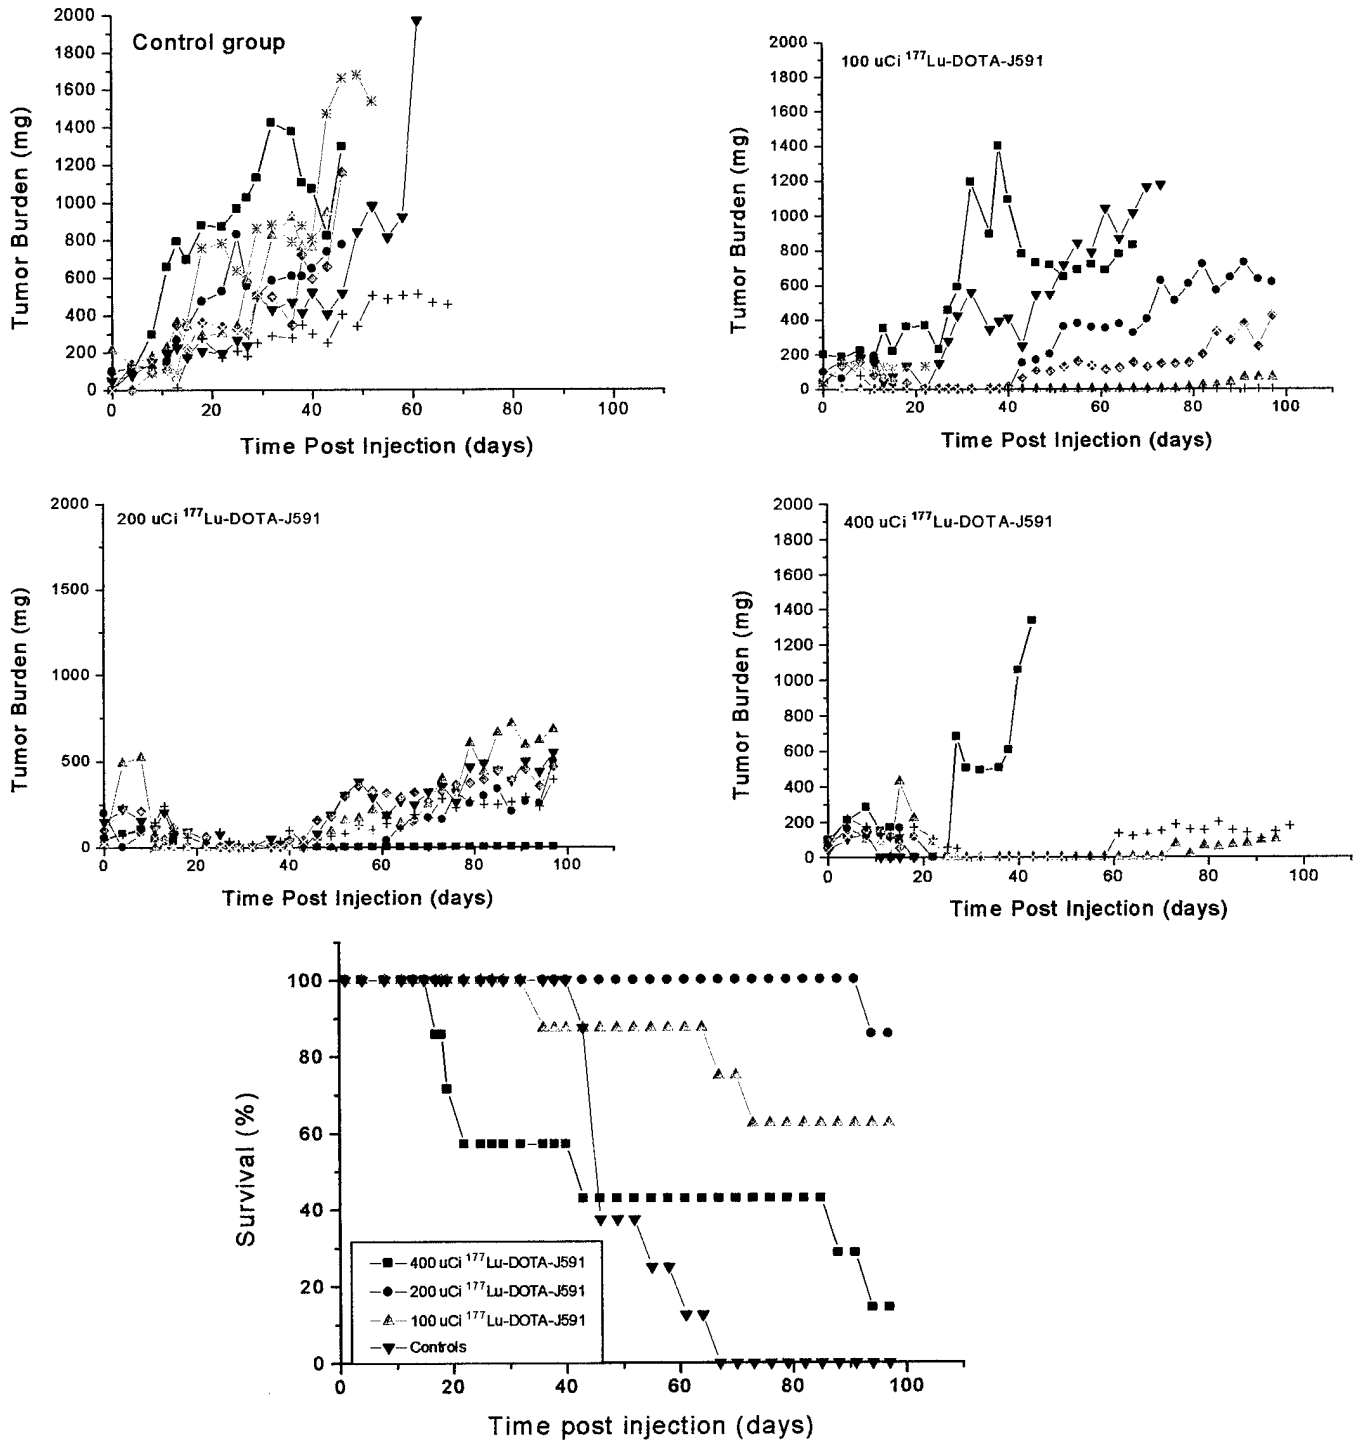 Control group
2000
1800
1600
1400
1200
1000
800
600
400
200
0
Tumor Burden (mg)
0 20 40 60 80 100
Time Post Injection (days)
100 uCi ¹⁷⁷Lu-DOTA-J591
2000
1800
1600
1400
1200
1000
800
600
400
200
0
Tumor Burden (mg)
0 20 40 60 80 100
Time Post Injection (days)
200 uCi ¹⁷⁷Lu-DOTA-J591
2000
1500
1000
500
0
Tumor Burden (mg)
0 20 40 60 80 100
Time Post Injection (days)
400 uCi ¹⁷⁷Lu-DOTA-J591
2000
1800
1600
1400
1200
1000
800
600
400
200
0
Tumor Burden (mg)
0 20 40 60 80 100
Time Post Injection (days)
100
80
60
40
20
0
Survival (%)
400 uCi ¹⁷⁷Lu-DOTA-J591
200 uCi ¹⁷⁷Lu-DOTA-J591
100 uCi ¹⁷⁷Lu-DOTA-J591
Controls
0 20 40 60 80 100
Time post injection (days)